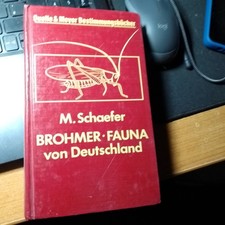 Quelle & Meyer Bestimmungsbücher
M. Schaefer
BROHMER · FAUNA
von Deutschland